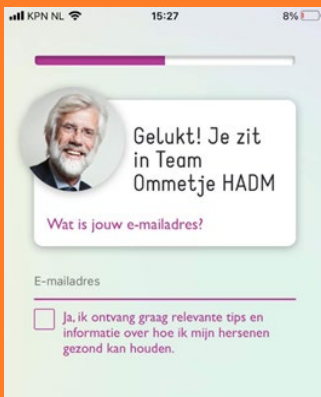 KPN NL 15:27 8%
Gelukt! Je zit
in Team
Ommetje HADM
Wat is jouw e-mailadres?
E-mailadres
Ja, ik ontvang graag relevante tips en
informatie over hoe ik mijn hersenen
gezond kan houden.